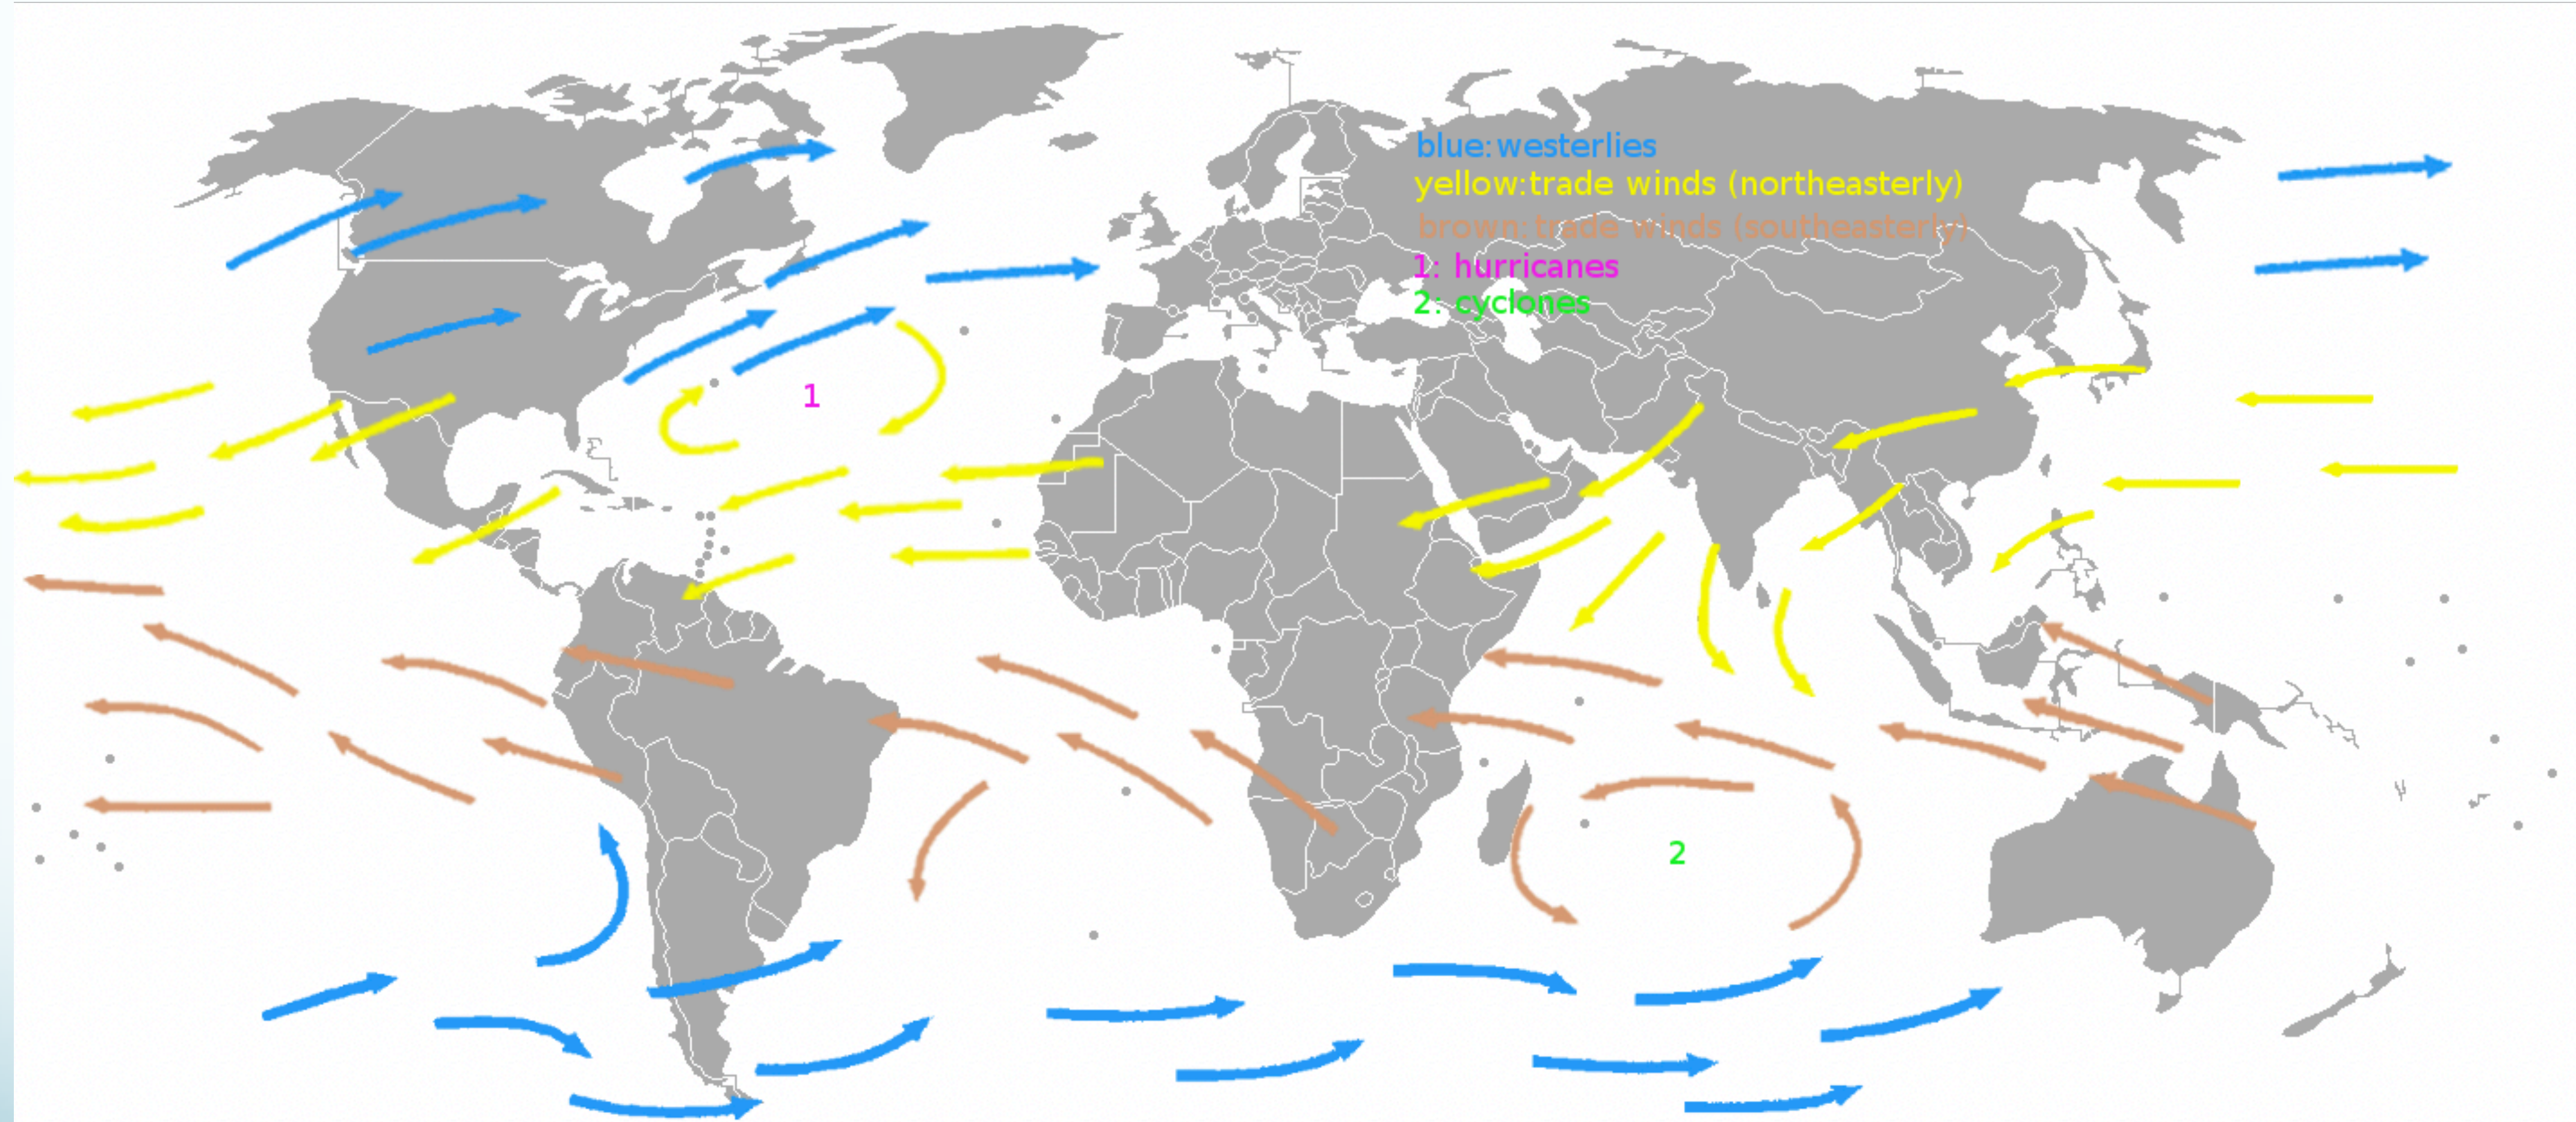 blue:westerlies
yellow:trade winds (northeasterly)
brown:trade winds (southeasterly)
1: hurricanes
2: cyclones
1
2